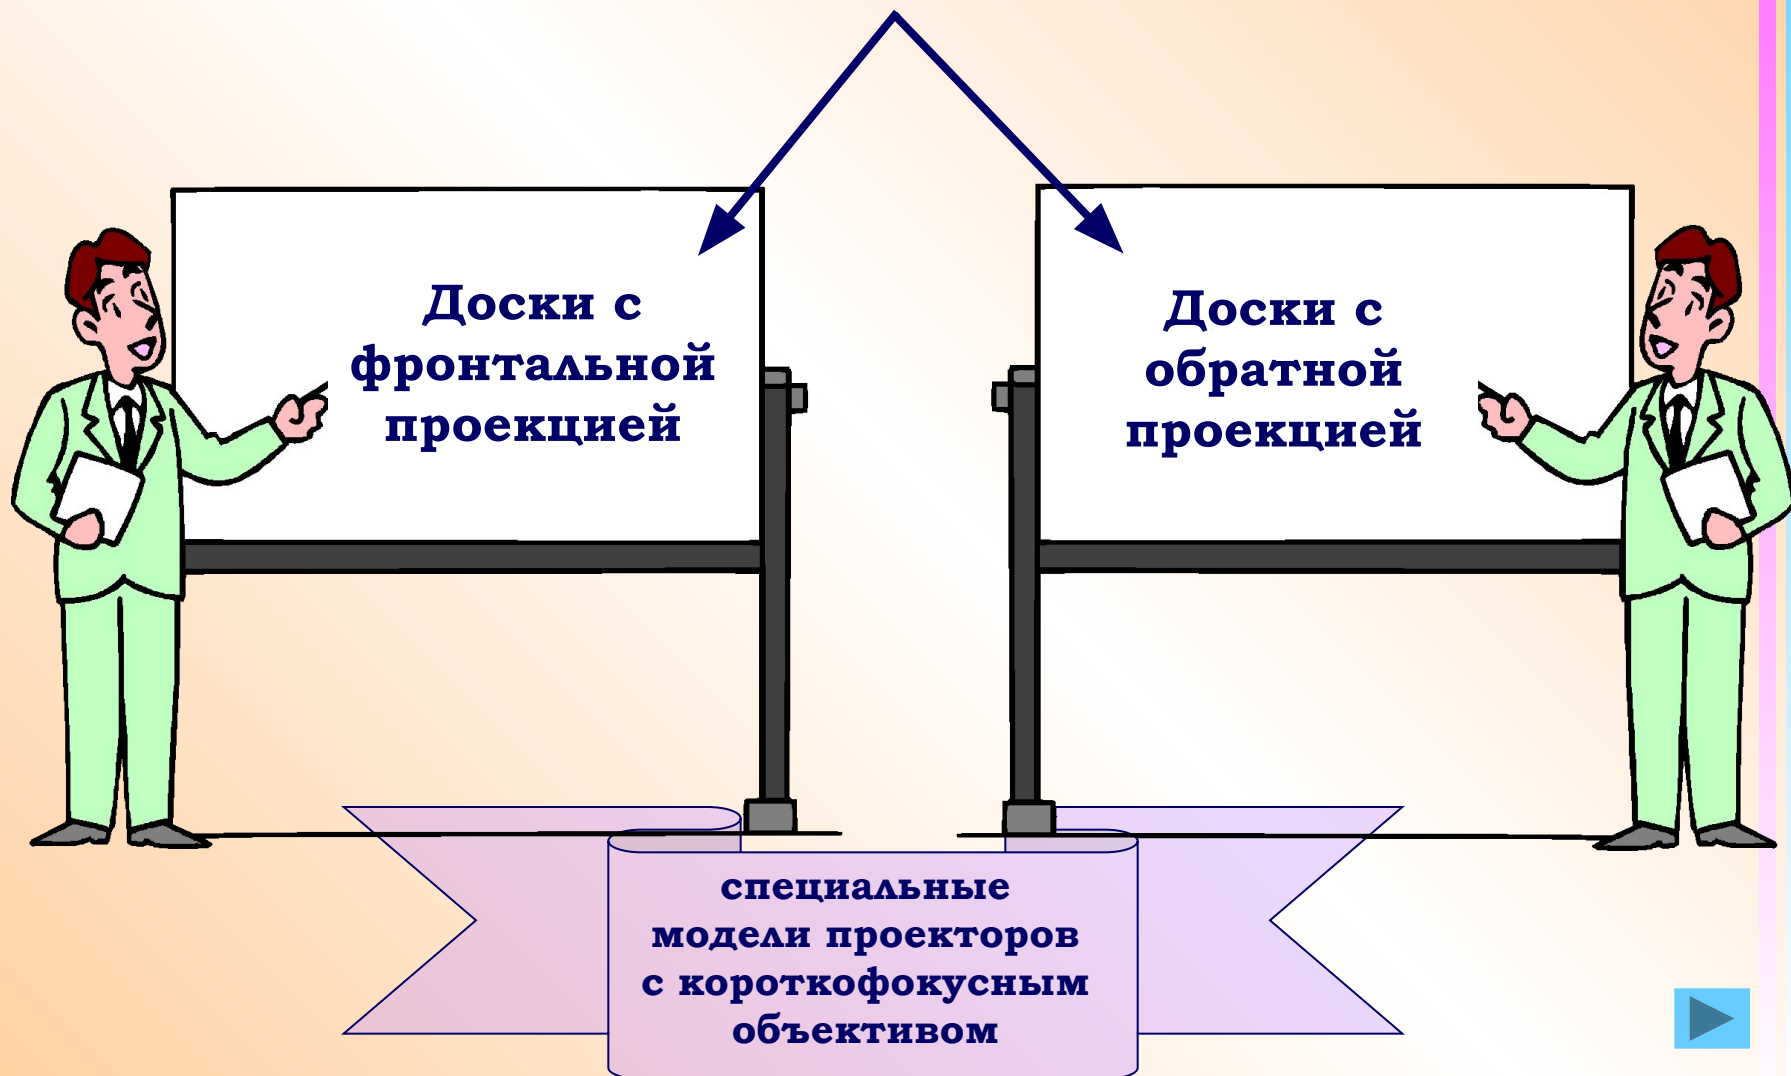 Доски с
фронтальной
проекцией
Доски с
обратной
проекцией
специальные
модели проекторов
с короткофокусным
объективом